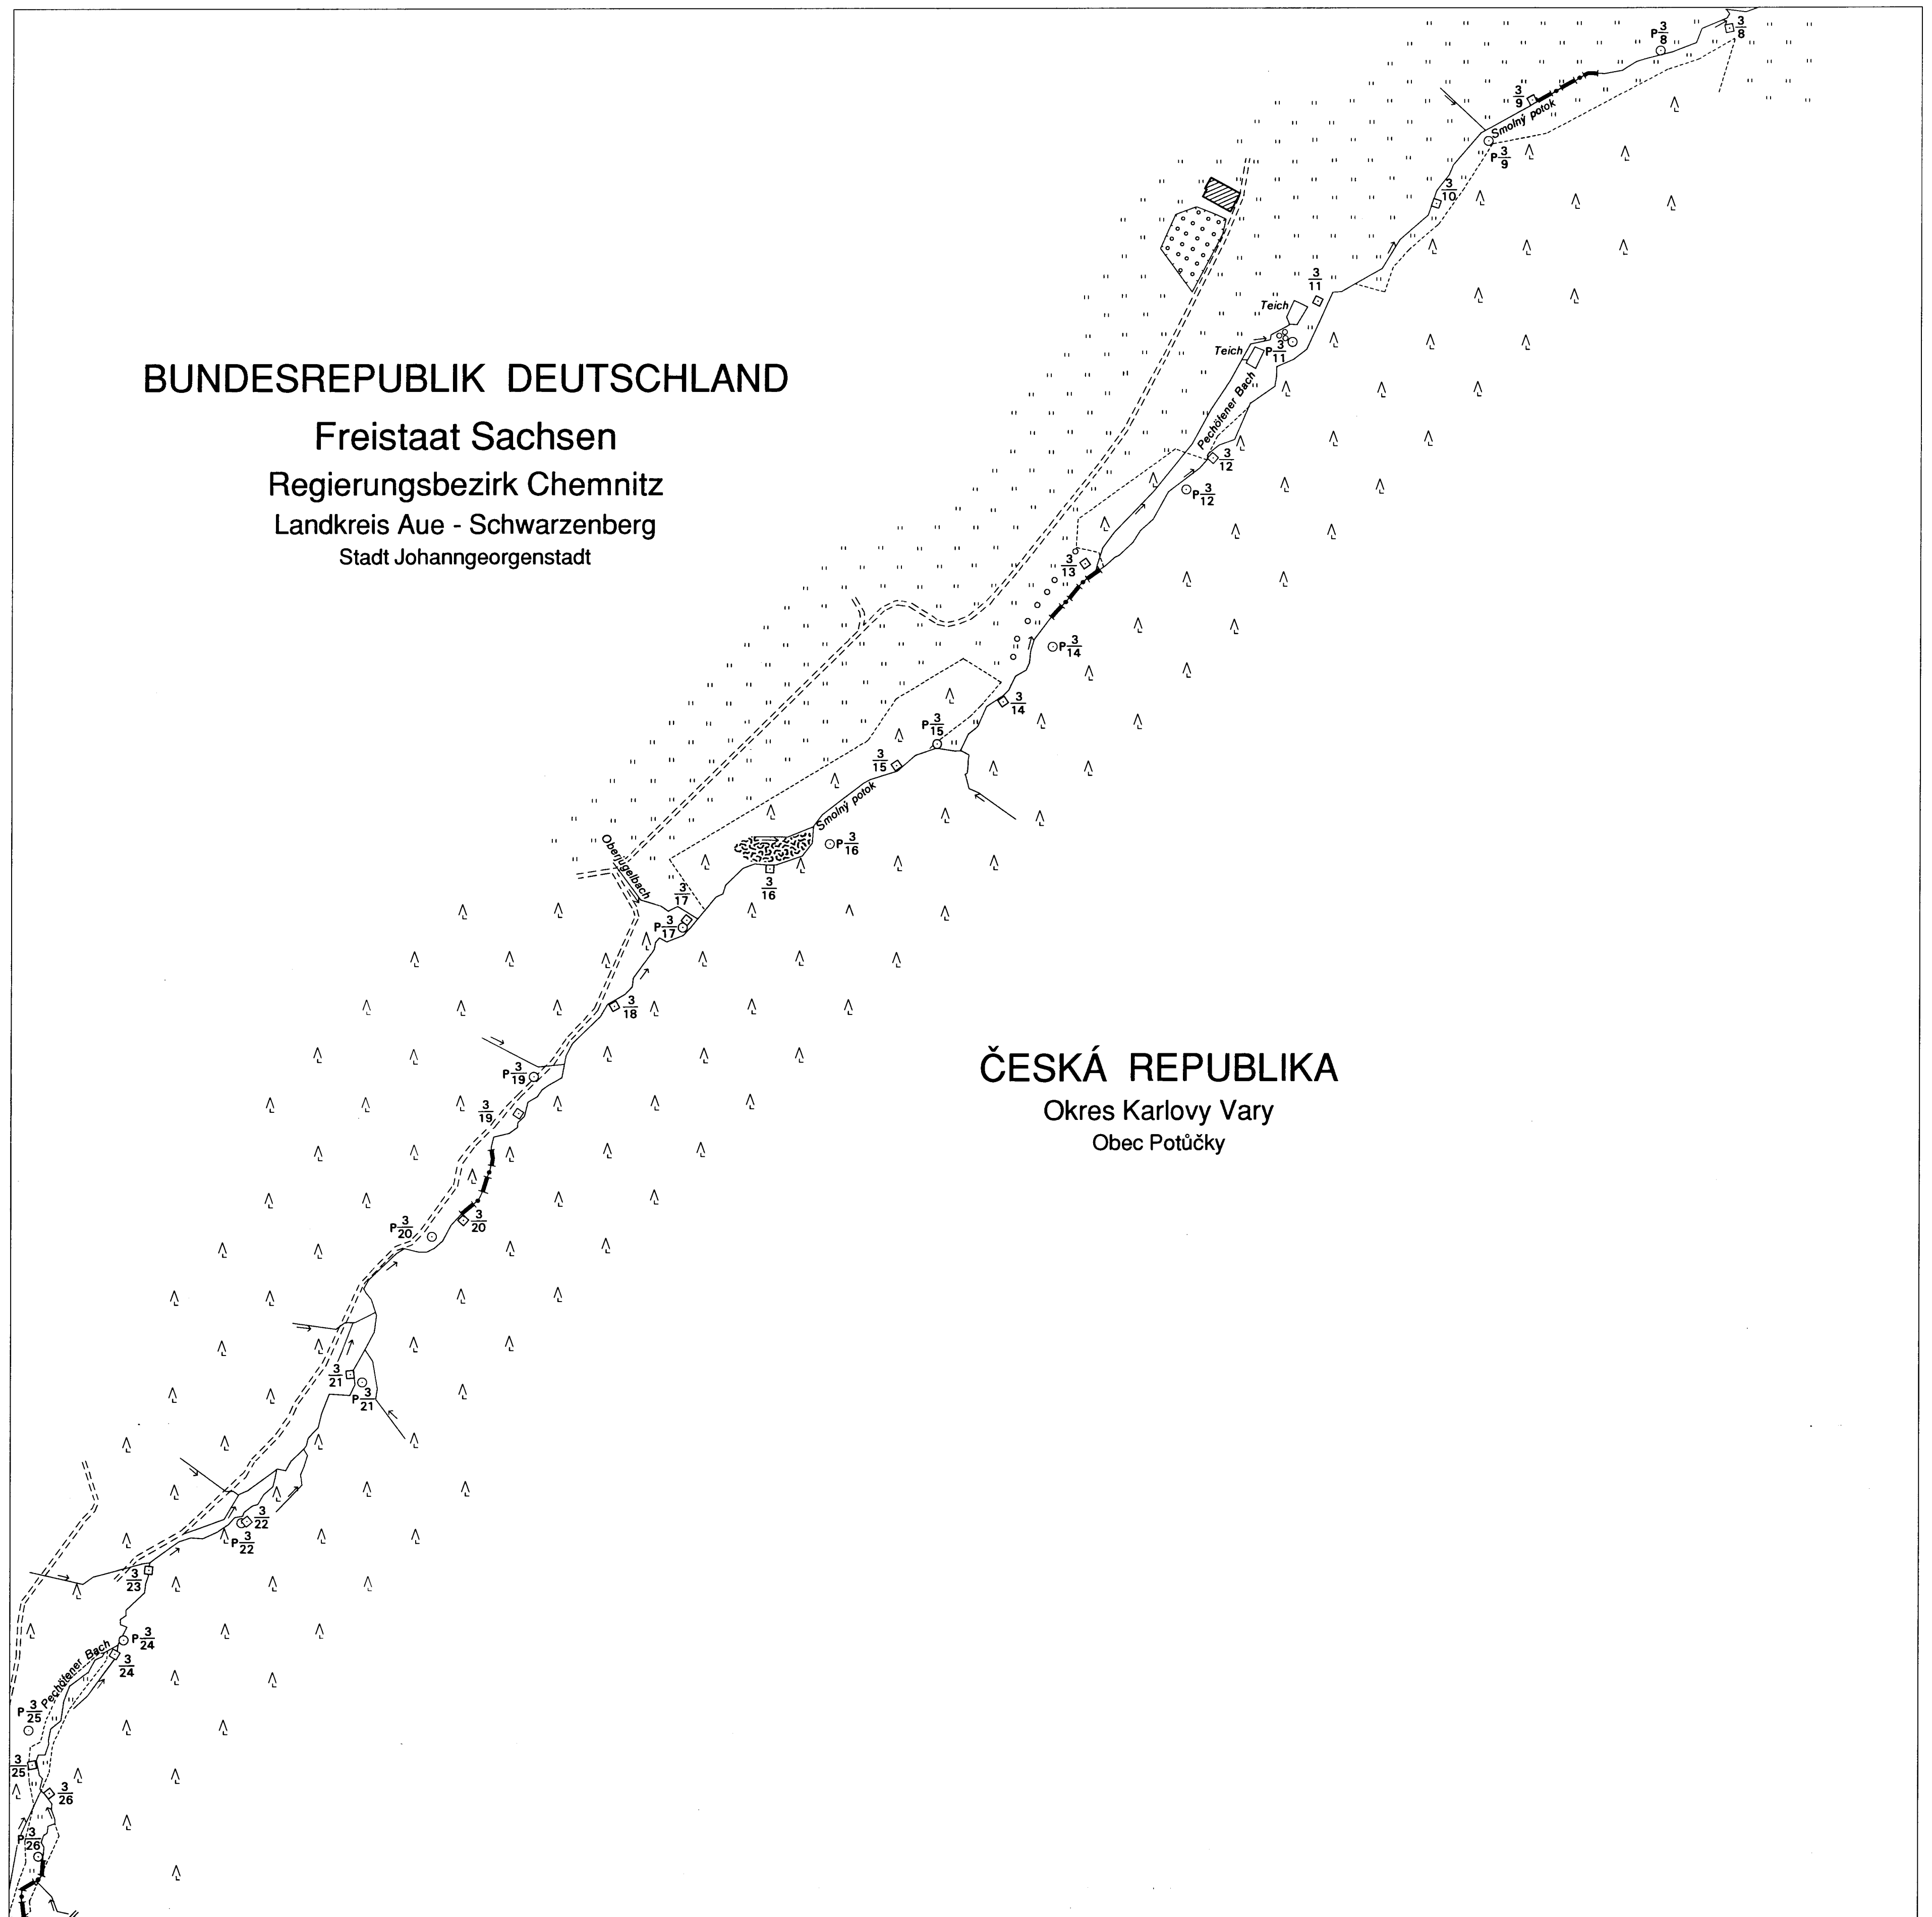 BUNDESREPUBLIK DEUTSCHLAND
Freistaat Sachsen
Regierungsbezirk Chemnitz
Landkreis Aue - Schwarzenberg
Stadt Johanngeorgenstadt
ČESKÁ REPUBLIKA
Okres Karlovy Vary
Obec Potůčky
3/8
P 3/8
3/9
Smolný potok
P 3/9
3/10
3/11
Teich
Teich
P 3/11
Pechöfener Bach
3/12
P 3/12
3/13
P 3/14
3/14
P 3/15
3/15
Smolný potok
P 3/16
3/16
Oberjugelbach
3/17
P 3/17
3/18
P 3/19
3/19
3/20
P 3/20
3/21
P 3/21
3/22
P 3/22
3/23
P 3/24
3/24
Pechöfener Bach
P 3/25
3/25
3/26
P 3/26